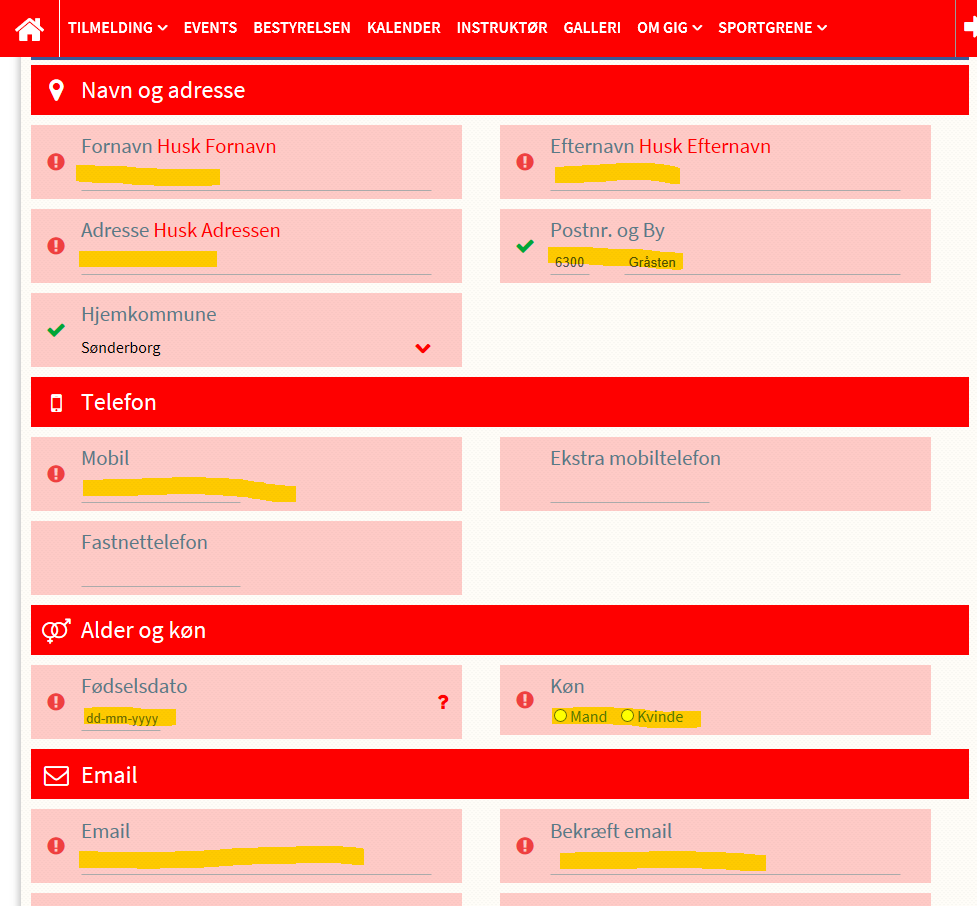 TILMELDING EVENTS BESTYRELSEN KALENDER INSTRUKTØR GALLERI OM GIG SPORTGRENE
Navn og adresse
Fornavn Husk Fornavn
Efternavn Husk Efternavn
Adresse Husk Adressen
Postnr. og By
6300 Gråsten
Hjemkommune
Sønderborg
Telefon
Mobil
Ekstra mobiltelefon
Fastnettelefon
Alder og køn
Fødselsdato
?
dd-mm-yyyy
Køn
Mand Kvinde
Email
Email
Bekræft email